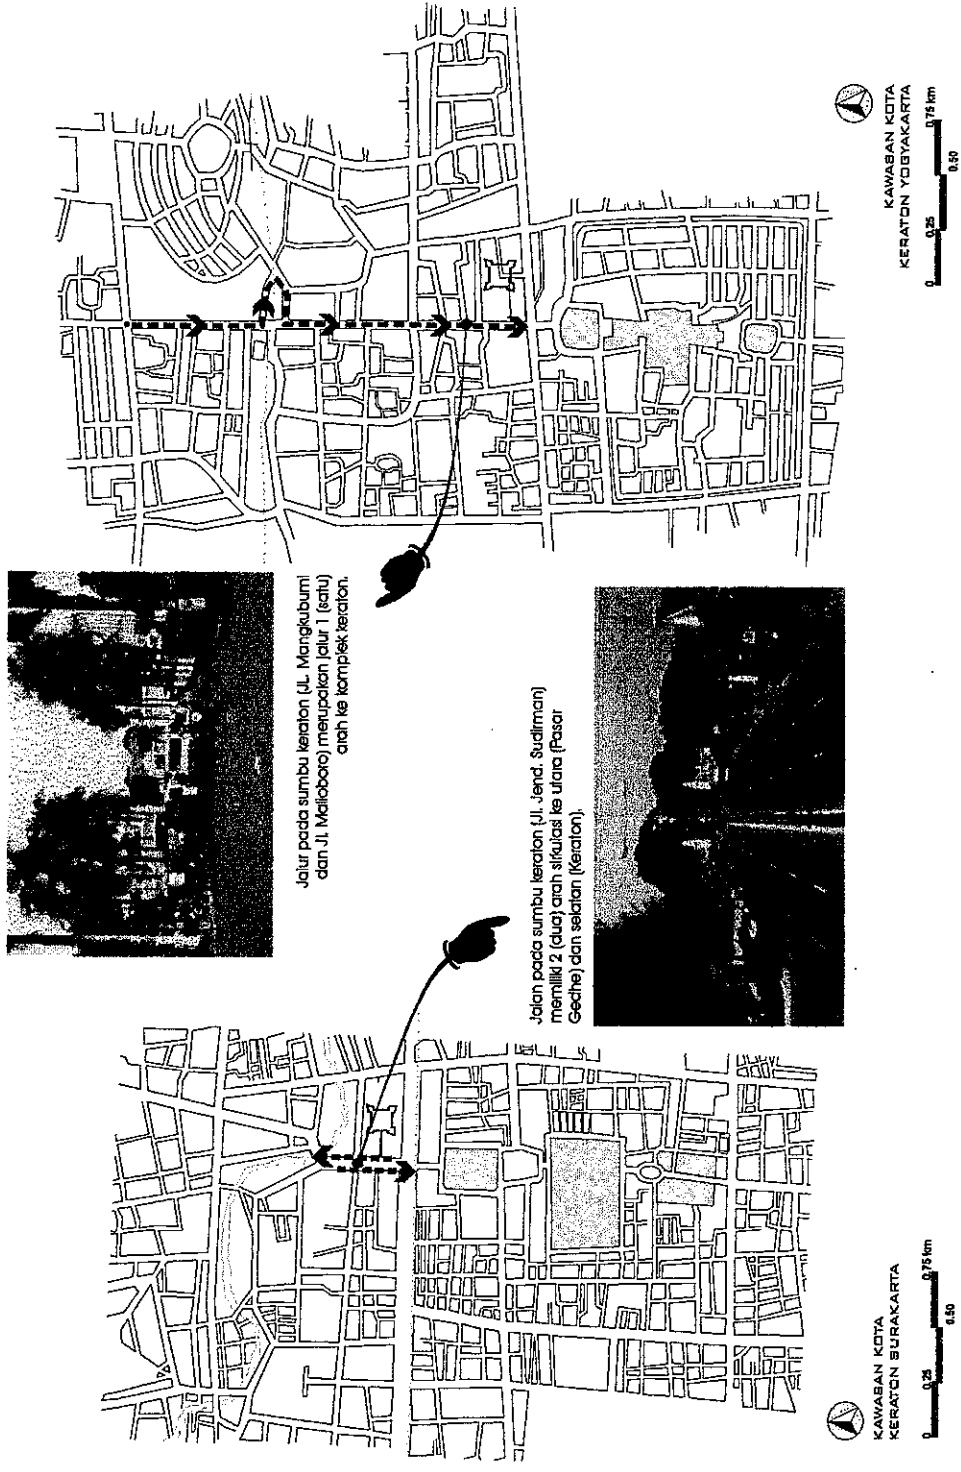 Jalur pada sumbu keraton (JL. Mangkubumi
dan Jl. Malioboro) merupakan jalur 1 (satu)
arah ke komplek keraton.
Jalan pada sumbu keraton (Jl. Jend. Sudirman)
memiliki 2 (dua) arah sirkulasi ke utara (Pasar
Gedhe) dan selatan (Keraton).
KAWASAN KOTA
KERATON SURAKARTA
0 0,25 0,75 km
0.50
KAWASAN KOTA
KERATON YOGYAKARTA
0 0,25 0,75 km
0.50